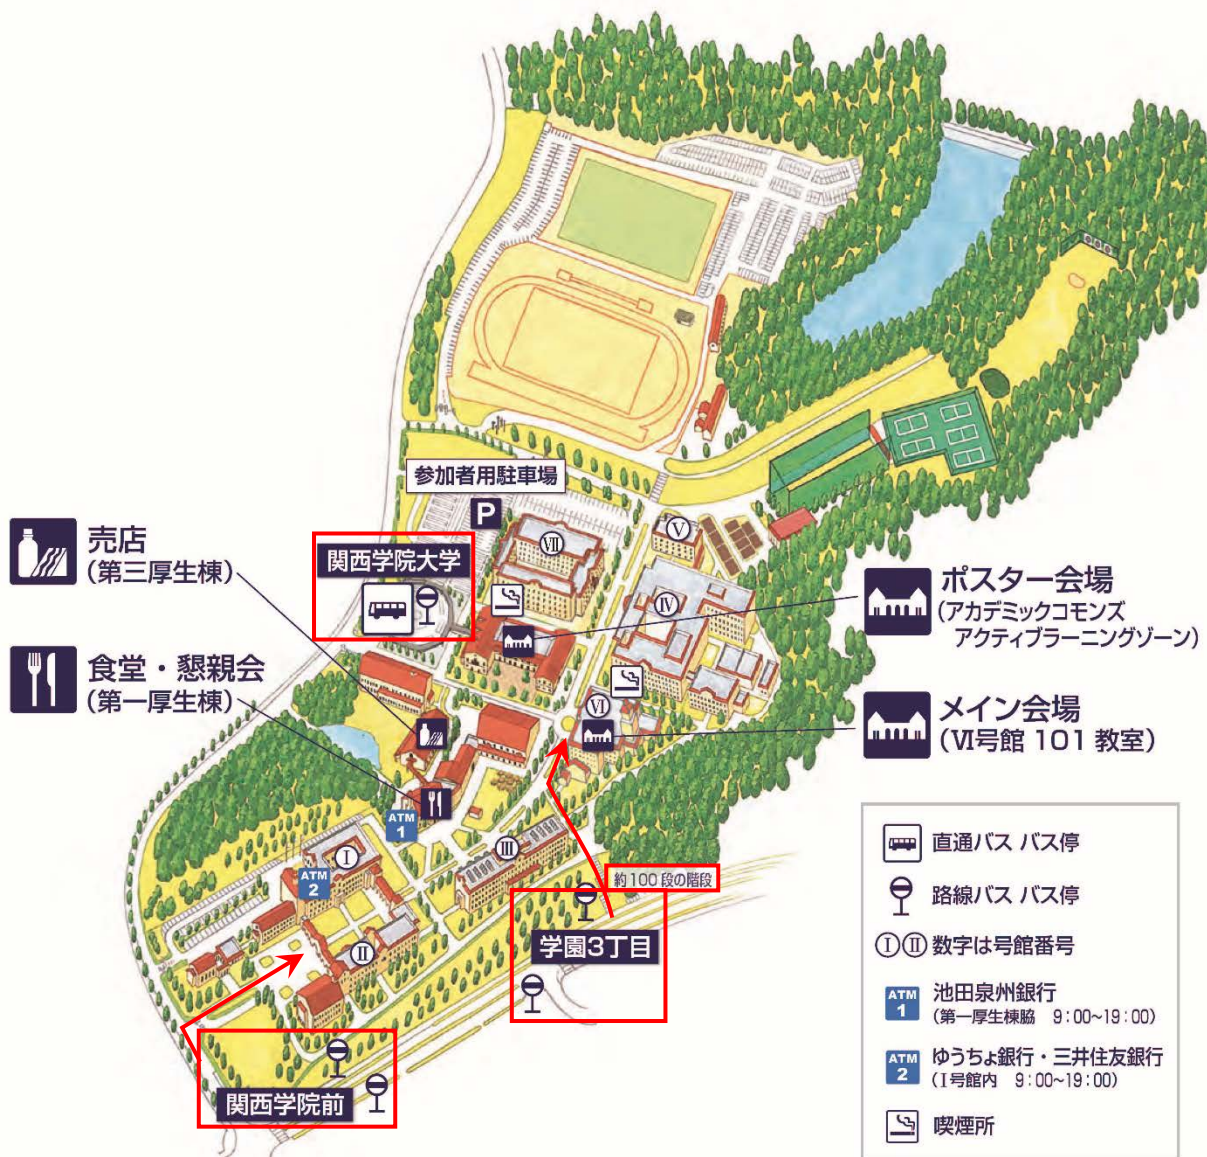 参加者用駐車場
P
関西学院大学
売店
(第三厚生棟)
食堂・懇親会
(第一厚生棟)
Ⅶ
Ⅴ
Ⅳ
Ⅵ
ポスター会場
(アカデミックコモンズ
アクティブラーニングゾーン)
メイン会場
(Ⅵ号館 101 教室)
ATM
1
Ⅰ
ATM
2
Ⅲ
Ⅱ
約100段の階段
学園3丁目
関西学院前
直通バス バス停
路線バス バス停
ⅠⅡ 数字は号館番号
ATM
1
池田泉州銀行
(第一厚生棟脇 9:00~19:00)
ATM
2
ゆうちょ銀行・三井住友銀行
(Ⅰ号館内 9:00~19:00)
喫煙所